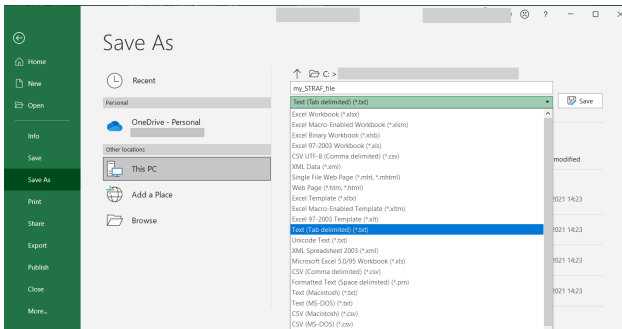 ?
Save As
Home
New
Open
Info
Save
Save As
Print
Share
Export
Publish
Close
More...
Recent
Personal
OneDrive - Personal
Other locations
This PC
Add a Place
Browse
C: >
my_STRAF_file
Text (Tab delimited) (*.txt)
Save
Excel Workbook (*.xlsx)
Excel Macro-Enabled Workbook (*.xlsm)
Excel Binary Workbook (*.xlsb)
Excel 97-2003 Workbook (*.xls)
CSV UTF-8 (Comma delimited) (*.csv)
XML Data (*.xml)
Single File Web Page (*.mht, *.mhtml)
Web Page (*.htm, *.html)
Excel Template (*.xltx)
Excel Macro-Enabled Template (*.xltm)
Excel 97-2003 Template (*.xlt)
Text (Tab delimited) (*.txt)
Unicode Text (*.txt)
XML Spreadsheet 2003 (*.xml)
Microsoft Excel 5.0/95 Workbook (*.xls)
CSV (Comma delimited) (*.csv)
Formatted Text (Space delimited) (*.prn)
Text (Macintosh) (*.txt)
Text (MS-DOS) (*.txt)
CSV (Macintosh) (*.csv)
CSV (MS-DOS) (*.csv)
modified
2021 14:23
2021 14:23
2021 14:23
2021 14:23